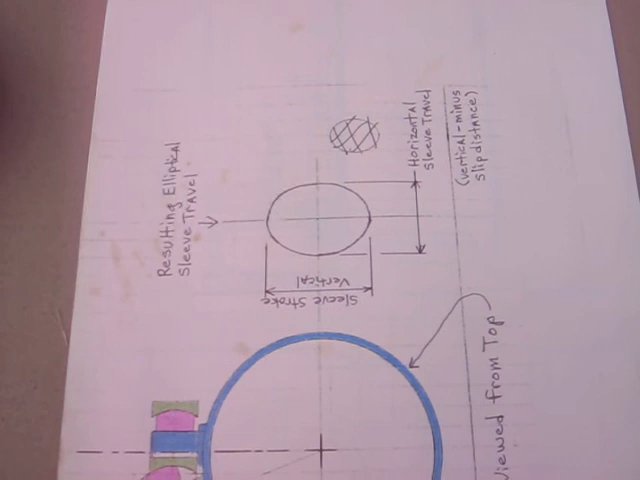 Resulting Elliptical
Sleeve Travel
Horizontal
Sleeve Travel
(vertical-minus
slip distance)
Sleeve Stroke
Vertical
Viewed from Top